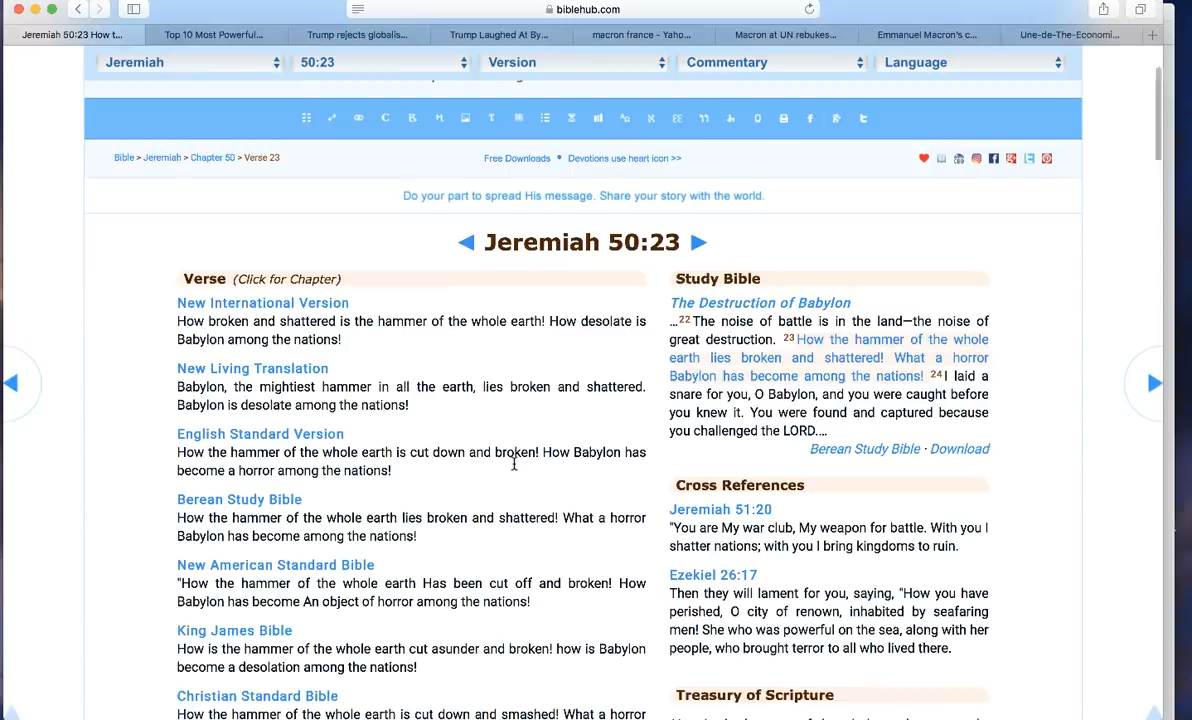 biblehub.com
Jeremiah 50:23 How t...
Top 10 Most Powerful...
Trump rejects globalis...
Trump Laughed At By...
macron france - Yaho...
Macron at UN rebukes...
Emmanuel Macron's c...
Une-de-The-Economi...
Jeremiah
50:23
Version
Commentary
Language
Bible > Jeremiah > Chapter 50 > Verse 23
Free Downloads • Devotions use heart icon >>
Do your part to spread His message. Share your story with the world.
◀ Jeremiah 50:23 ▶
Verse (Click for Chapter)
New International Version
How broken and shattered is the hammer of the whole earth! How desolate is
Babylon among the nations!
New Living Translation
Babylon, the mightiest hammer in all the earth, lies broken and shattered.
Babylon is desolate among the nations!
English Standard Version
How the hammer of the whole earth is cut down and broken! How Babylon has
become a horror among the nations!
Berean Study Bible
How the hammer of the whole earth lies broken and shattered! What a horror
Babylon has become among the nations!
New American Standard Bible
"How the hammer of the whole earth Has been cut off and broken! How
Babylon has become An object of horror among the nations!
King James Bible
How is the hammer of the whole earth cut asunder and broken! how is Babylon
become a desolation among the nations!
Christian Standard Bible
How the hammer of the whole earth is cut down and smashed! What a horror
Study Bible
The Destruction of Babylon
…22The noise of battle is in the land—the noise of
great destruction. 23How the hammer of the whole
earth lies broken and shattered! What a horror
Babylon has become among the nations! 24I laid a
snare for you, O Babylon, and you were caught before
you knew it. You were found and captured because
you challenged the LORD.…
Berean Study Bible · Download
Cross References
Jeremiah 51:20
"You are My war club, My weapon for battle. With you I
shatter nations; with you I bring kingdoms to ruin.
Ezekiel 26:17
Then they will lament for you, saying, "How you have
perished, O city of renown, inhabited by seafaring
men! She who was powerful on the sea, along with her
people, who brought terror to all who lived there.
Treasury of Scripture